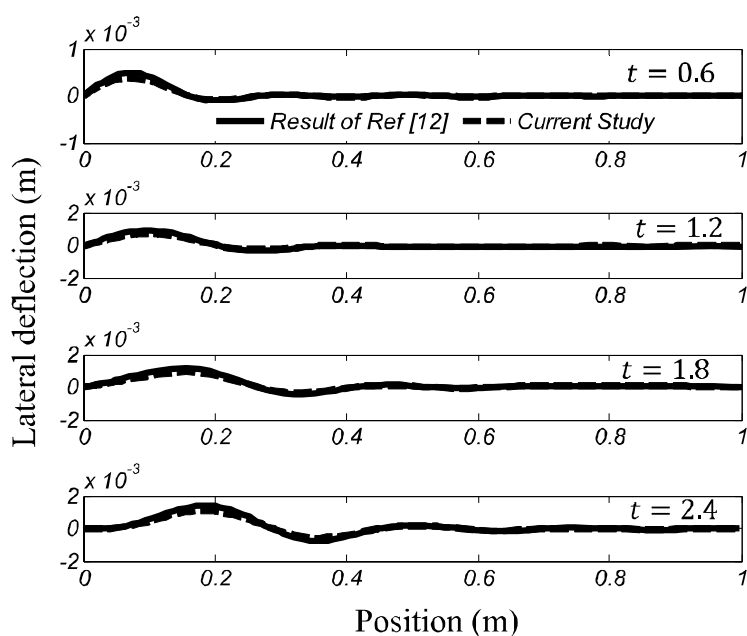 × 10⁻³
1
0
-1
t = 0.6
Result of Ref [12] Current Study
0 0.2 0.4 0.6 0.8 1
× 10⁻³
2
0
-2
t = 1.2
0 0.2 0.4 0.6 0.8 1
× 10⁻³
2
0
-2
t = 1.8
0 0.2 0.4 0.6 0.8 1
× 10⁻³
2
0
-2
t = 2.4
0 0.2 0.4 0.6 0.8 1
Lateral deflection (m)
Position (m)